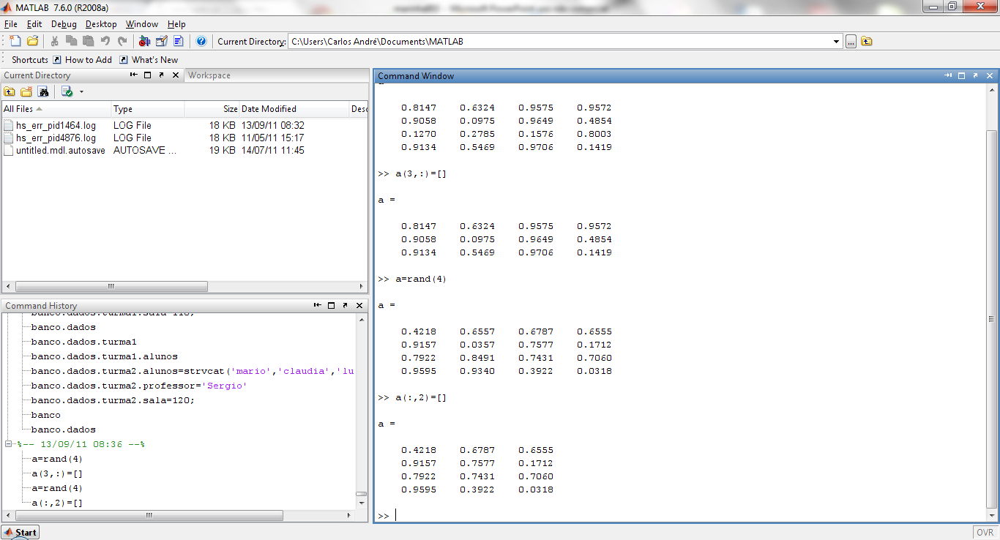 MATLAB 7.6.0 (R2008a)
File Edit Debug Desktop Window Help
Current Directory: C:\Users\Carlos André\Documents\MATLAB
...
Shortcuts How to Add What's New
Current Directory
Workspace
All Files Type Size Date Modified Desc
hs_err_pid1464.log LOG File 18 KB 13/09/11 08:32
hs_err_pid4876.log LOG File 18 KB 11/05/11 15:17
untitled.mdl.autosave AUTOSAVE ... 19 KB 14/07/11 11:45
Command History
banco.dados
banco.dados.turma1
banco.dados.turma1.alunos
banco.dados.turma2.alunos=strvcat('mario','claudia','lu
banco.dados.turma2.professor='Sergio'
banco.dados.turma2.sala=120;
banco
banco.dados
%-- 13/09/11 08:36 --%
a=rand(4)
a(3,:)=[]
a=rand(4)
a(:,2)=[]
Command Window
0.8147 0.6324 0.9575 0.9572
0.9058 0.0975 0.9649 0.4854
0.1270 0.2785 0.1576 0.8003
0.9134 0.5469 0.9706 0.1419
>> a(3,:)=[]
a =
0.8147 0.6324 0.9575 0.9572
0.9058 0.0975 0.9649 0.4854
0.9134 0.5469 0.9706 0.1419
>> a=rand(4)
a =
0.4218 0.6557 0.6787 0.6555
0.9157 0.0357 0.7577 0.1712
0.7922 0.8491 0.7431 0.7060
0.9595 0.9340 0.3922 0.0318
>> a(:,2)=[]
a =
0.4218 0.6787 0.6555
0.9157 0.7577 0.1712
0.7922 0.7431 0.7060
0.9595 0.3922 0.0318
>>
Start
OVR